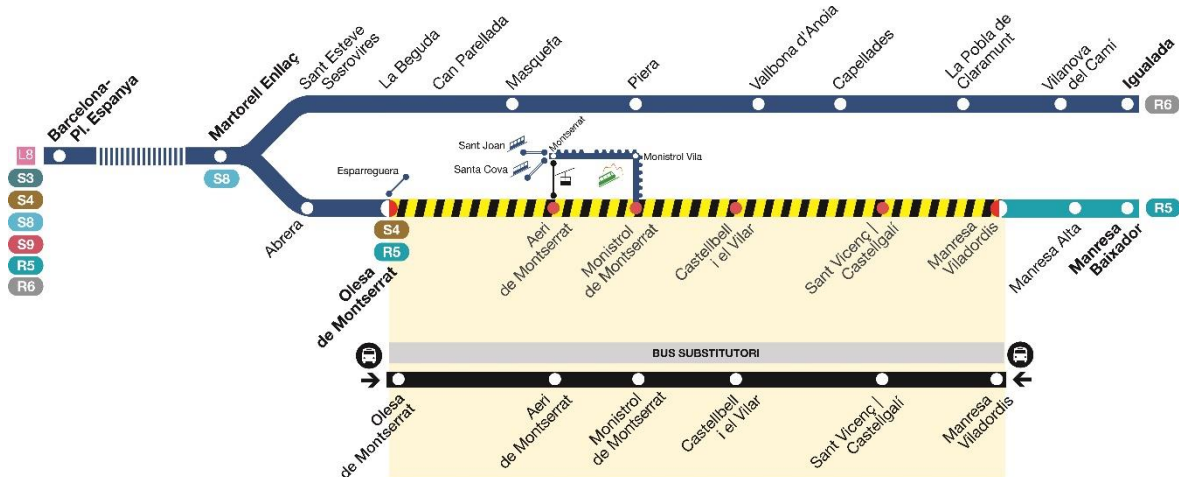 Barcelona-
Pl. Espanya
Martorell Enllaç
Sant Esteve
Sesrovires
La Beguda
Can Parellada
Masquefa
Piera
Vallbona d'Anoia
Capellades
La Pobla de
Claramunt
Vilanova
del Camí
Igualada
R6
L8
S3
S4
S8
S9
R5
R6
S8
Sant Joan
Santa Cova
Montserrat
Monistrol Vila
Esparreguera
Abrera
S4
R5
Olesa
de Montserrat
Aeri
de Montserrat
Monistrol
de Montserrat
Castellbell
i el Vilar
Sant Vicenç |
Castellgalí
Manresa
Viladordis
Manresa Alta
Manresa
Baixador
R5
BUS SUBSTITUTORI
Olesa
de Montserrat
Aeri
de Montserrat
Monistrol
de Montserrat
Castellbell
i el Vilar
Sant Vicenç |
Castellgalí
Manresa
Viladordis